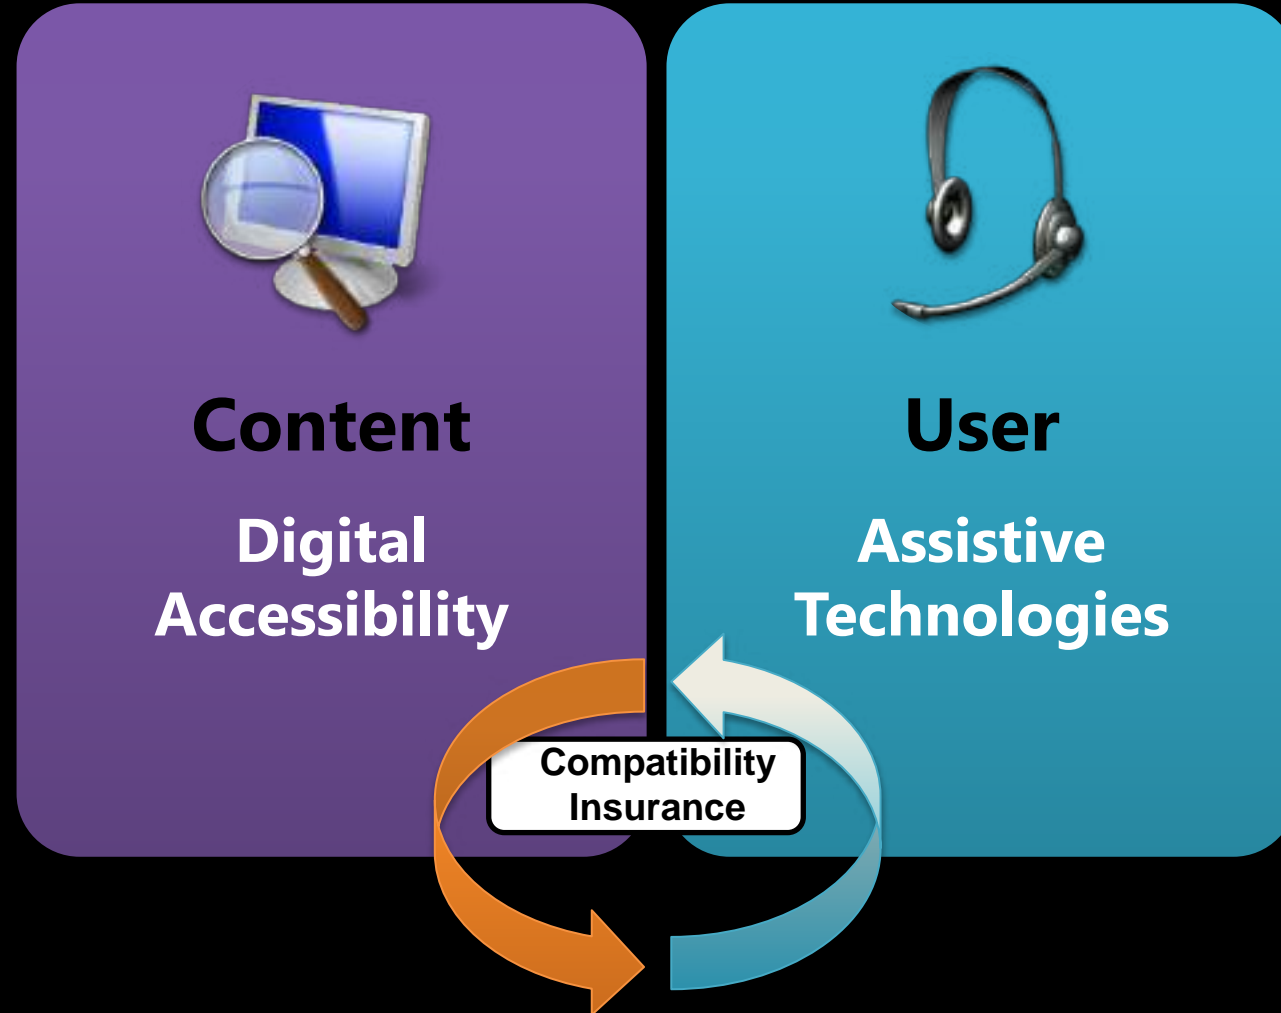 Content
Digital
Accessibility
User
Assistive
Technologies
Compatibility
Insurance